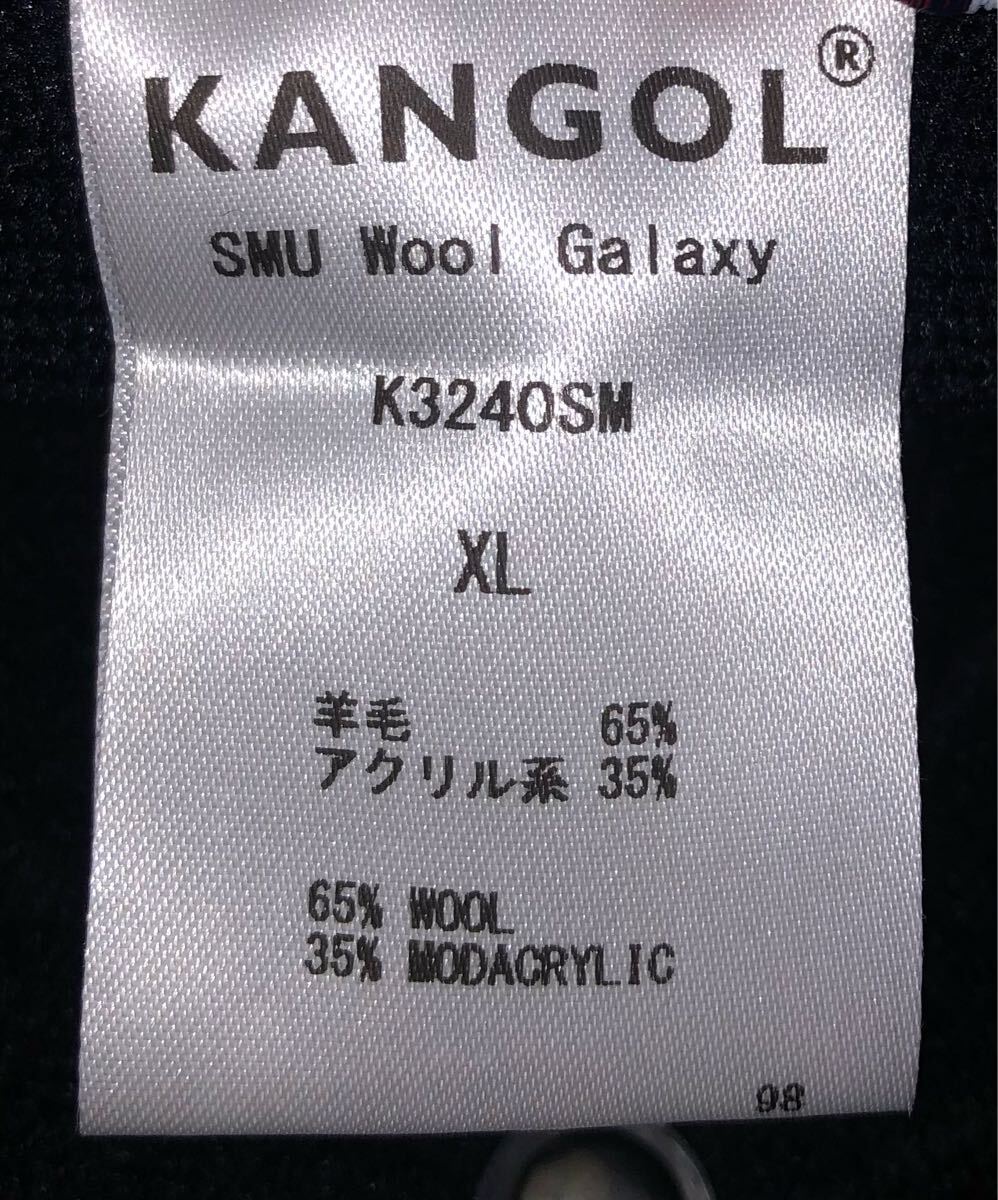 KANGOL®
SMU Wool Galaxy
K3240SM
XL
羊毛 65%
アクリル系 35%
65% WOOL
35% MODACRYLIC
98